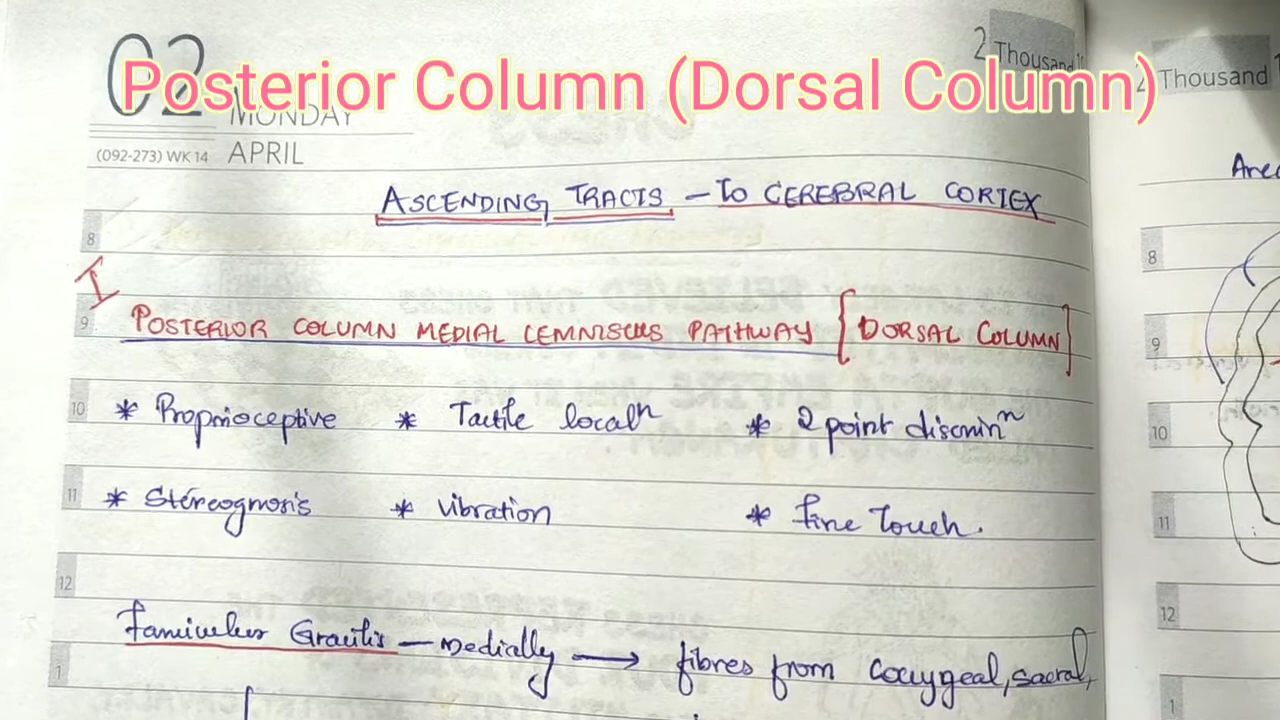 Posterior Column (Dorsal Column)
02 MONDAY
2 Thousand
Thousand
(092-273) WK 14 APRIL
ASCENDING TRACTS – To CEREBRAL CORTEX
8
I
9 POSTERIOR COLUMN MEDIAL LEMNISCUS PATHWAY [DORSAL COLUMN]
10 * Proprioceptive * Tactile localⁿ * 2 point discriminⁿ
11 * Stereognosis * Vibration * Fine Touch.
12
1 Faniculus Gracilis — medially → fibres from coccygeal, sacral,
8
9
10
11
12
1